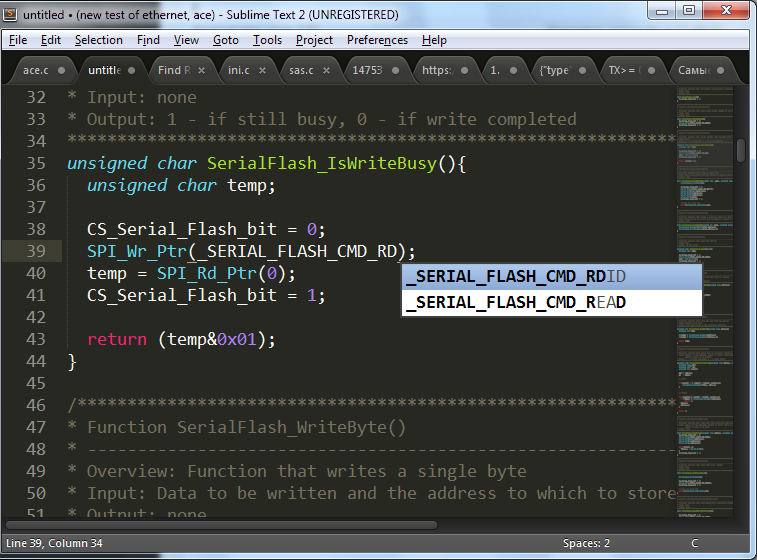 untitled • (new test of ethernet, ace) - Sublime Text 2 (UNREGISTERED)
File Edit Selection Find View Goto Tools Project Preferences Help
ace.c untitle Find R ini.c sas.c 14753 https: 1. {"type" TX>= Самые
32 * Input: none
33 * Output: 1 - if still busy, 0 - if write completed
34 *************************************************************
35 unsigned char SerialFlash_IsWriteBusy(){
36 unsigned char temp;
37
38 CS_Serial_Flash_bit = 0;
39 SPI_Wr_Ptr(_SERIAL_FLASH_CMD_RD);
40 temp = SPI_Rd_Ptr(0);
_SERIAL_FLASH_CMD_RDID
41 CS_Serial_Flash_bit = 1;
_SERIAL_FLASH_CMD_READ
42
43 return (temp&0x01);
44 }
45
46 /************************************************************
47 * Function SerialFlash_WriteByte()
48 * -----------------------------------------------------------
49 * Overview: Function that writes a single byte
50 * Input: Data to be written and the address to which to store
51 * Output: none
Line 39, Column 34 Spaces: 2 C